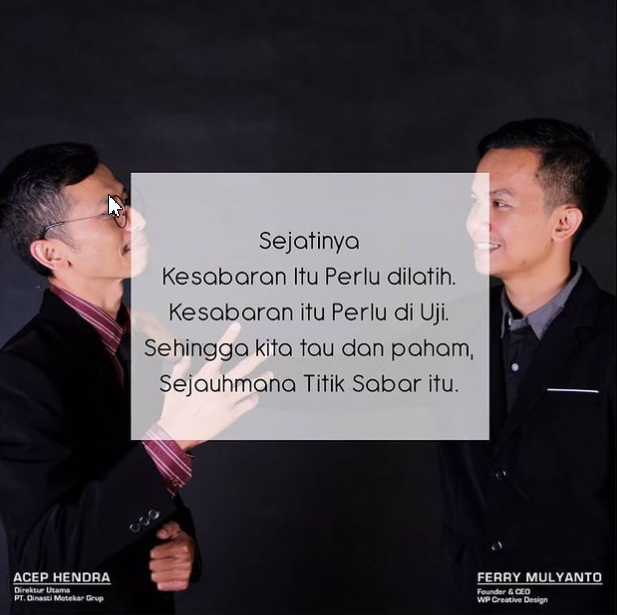 Sejatinya
Kesabaran Itu Perlu dilatih.
Kesabaran itu Perlu di Uji.
Sehingga kita tau dan paham,
Sejauhmana Titik Sabar itu.
ACEP HENDRA
Direktur Utama
PT. Dinasti Motekar Grup
FERRY MULYANTO
Founder & CEO
WP Creative Design